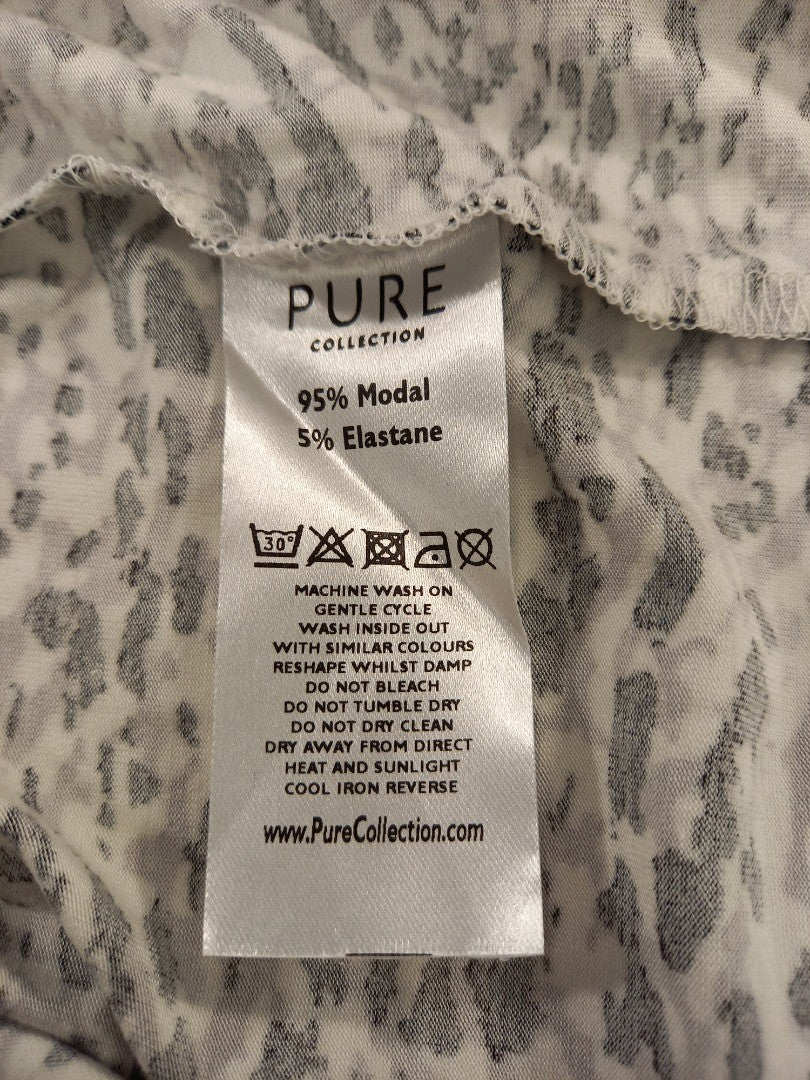 PURE
COLLECTION
95% Modal
5% Elastane
30°
MACHINE WASH ON
GENTLE CYCLE
WASH INSIDE OUT
WITH SIMILAR COLOURS
RESHAPE WHILST DAMP
DO NOT BLEACH
DO NOT TUMBLE DRY
DO NOT DRY CLEAN
DRY AWAY FROM DIRECT
HEAT AND SUNLIGHT
COOL IRON REVERSE
www.PureCollection.com